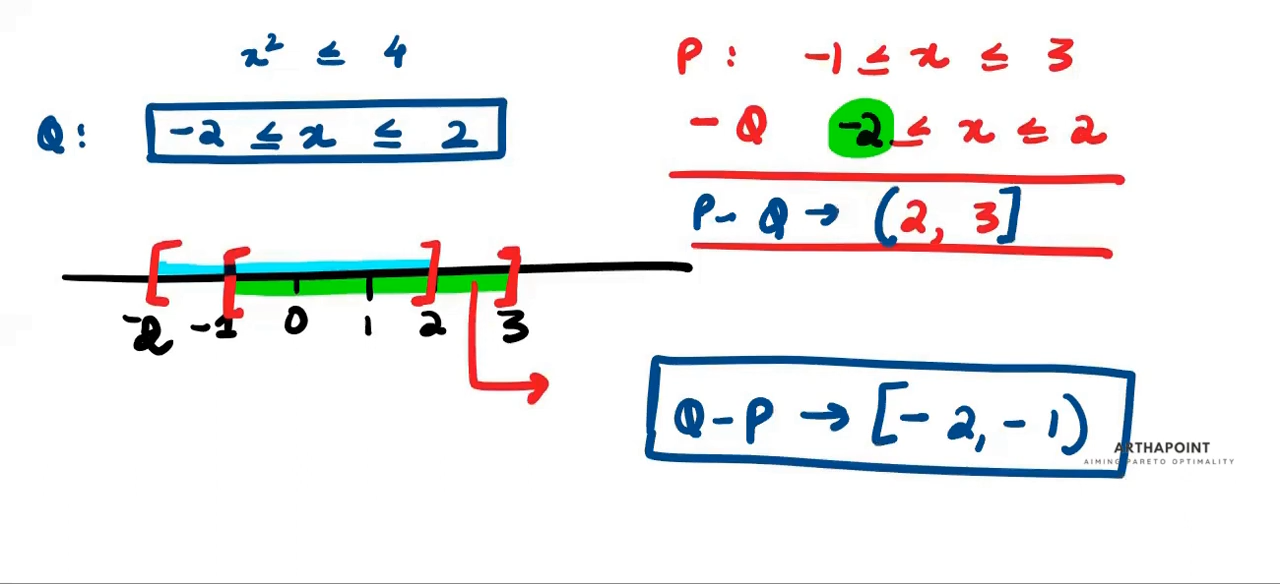 x² ≤ 4
Q: -2 ≤ x ≤ 2
-2 -1 0 1 2 3
P: -1 ≤ x ≤ 3
- Q -2 ≤ x ≤ 2
P - Q → (2, 3]
Q - P → [-2, -1)
ARTHAPOINT
AIMING PARETO OPTIMALITY